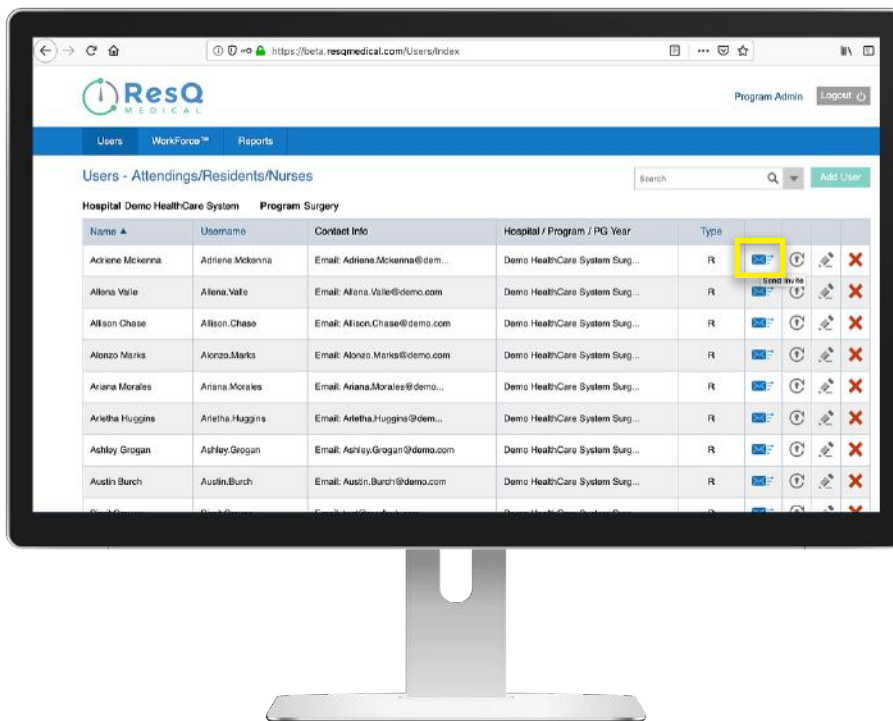 https://beta.resqmedical.com/Users/Index
ResQ
MEDICAL
Program Admin Logout
Users WorkForce™ Reports
Users - Attendings/Residents/Nurses Search Add User
Hospital Demo HealthCare System Program Surgery
Name ▲ Username Contact Info Hospital / Program / PG Year Type
Adriene Mckenna Adriene.Mckenna Email: Adriene.Mckenna@dem... Demo HealthCare System Surg... R
Send Invite
Allena Valle Allena.Valle Email: Allena.Valle@demo.com Demo HealthCare System Surg... R
Allison Chase Allison.Chase Email: Allison.Chase@demo.com Demo HealthCare System Surg... R
Alonzo Marks Alonzo.Marks Email: Alonzo.Marks@demo.com Demo HealthCare System Surg... R
Ariana Morales Ariana.Morales Email: Ariana.Morales@demo... Demo HealthCare System Surg... R
Arletha Huggins Arletha.Huggins Email: Arletha.Huggins@dem... Demo HealthCare System Surg... R
Ashley Grogan Ashley.Grogan Email: Ashley.Grogan@demo.com Demo HealthCare System Surg... R
Austin Burch Austin.Burch Email: Austin.Burch@demo.com Demo HealthCare System Surg... R